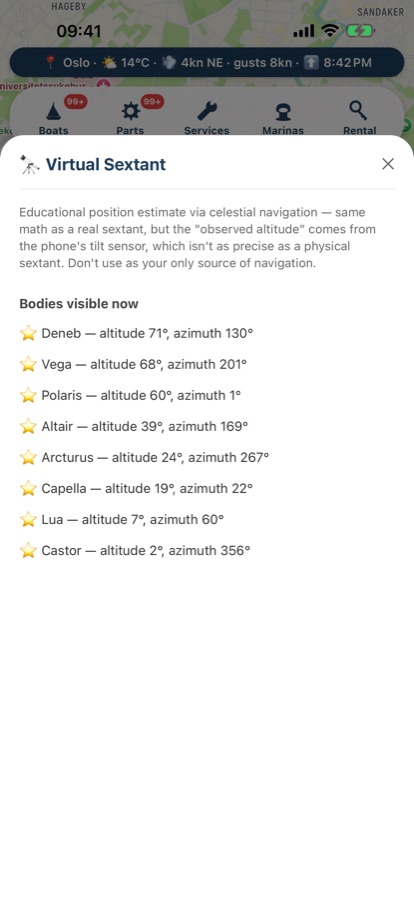 HAGEBY
SANDAKER
09:41
Oslo · 14°C · 4kn NE · gusts 8kn · 8:42 PM
99+
99+
Boats
Parts
Services
Marinas
Rental
Virtual Sextant
Educational position estimate via celestial navigation — same
math as a real sextant, but the "observed altitude" comes from
the phone's tilt sensor, which isn't as precise as a physical
sextant. Don't use as your only source of navigation.
Bodies visible now
Deneb — altitude 71°, azimuth 130°
Vega — altitude 68°, azimuth 201°
Polaris — altitude 60°, azimuth 1°
Altair — altitude 39°, azimuth 169°
Arcturus — altitude 24°, azimuth 267°
Capella — altitude 19°, azimuth 22°
Lua — altitude 7°, azimuth 60°
Castor — altitude 2°, azimuth 356°